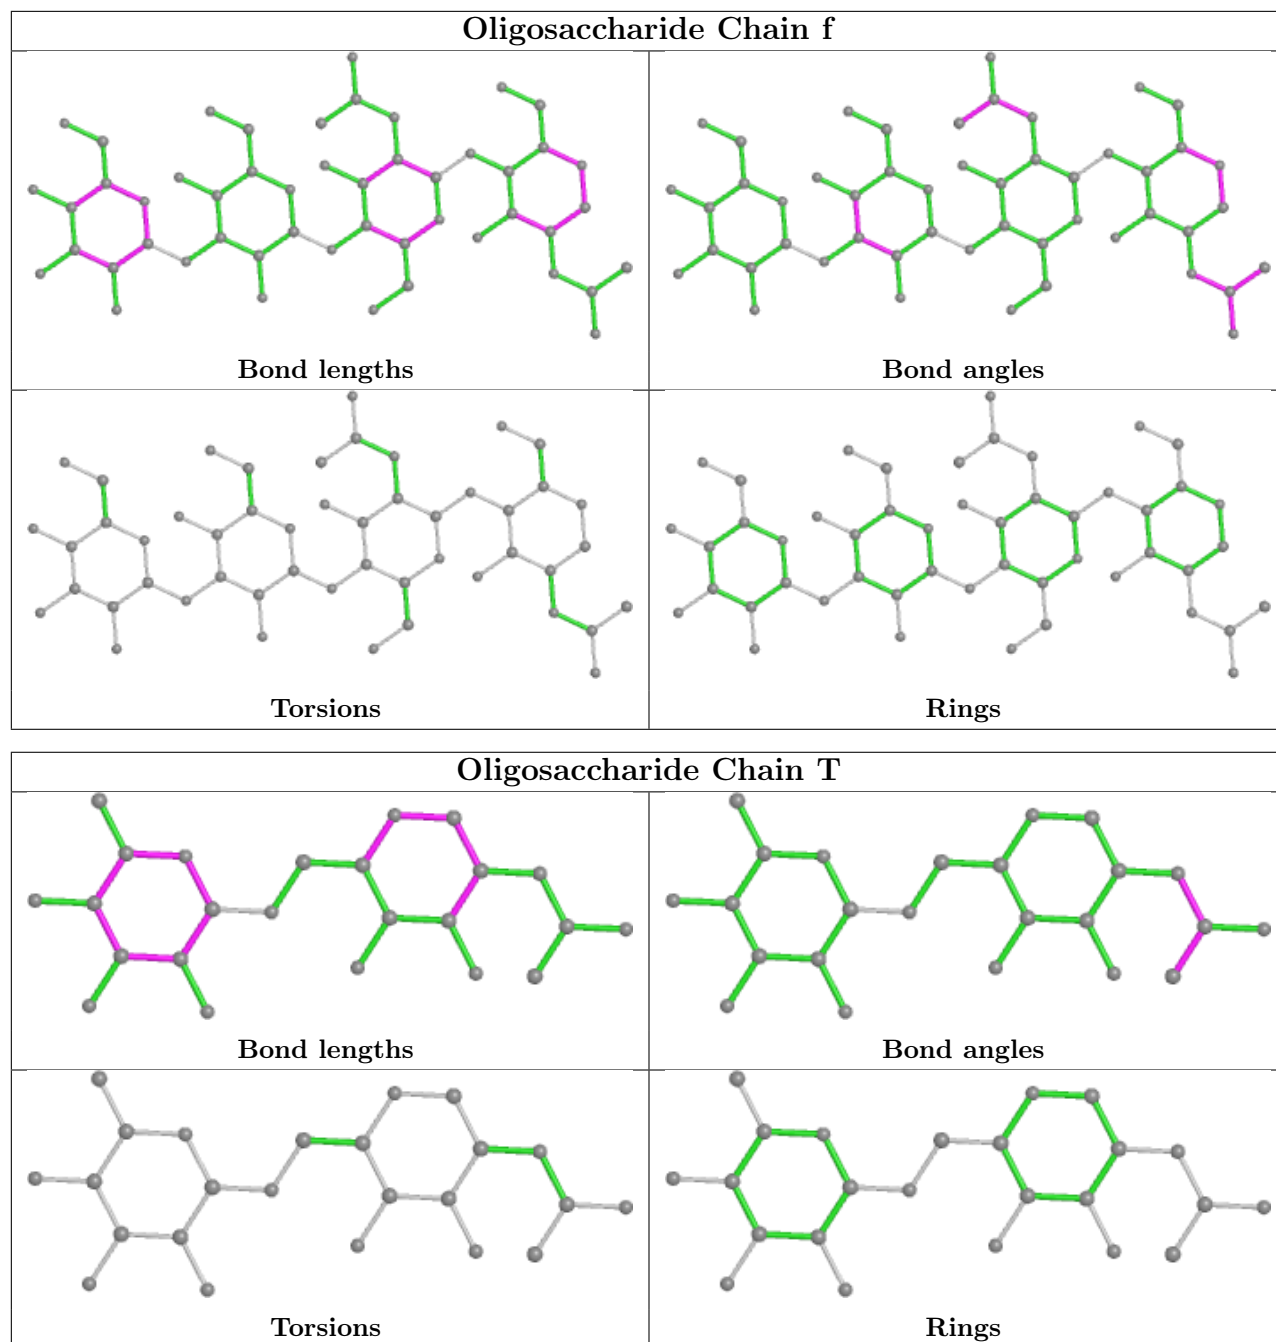 Oligosaccharide Chain f
Bond lengths
Bond angles
Torsions
Rings
Oligosaccharide Chain T
Bond lengths
Bond angles
Torsions
Rings